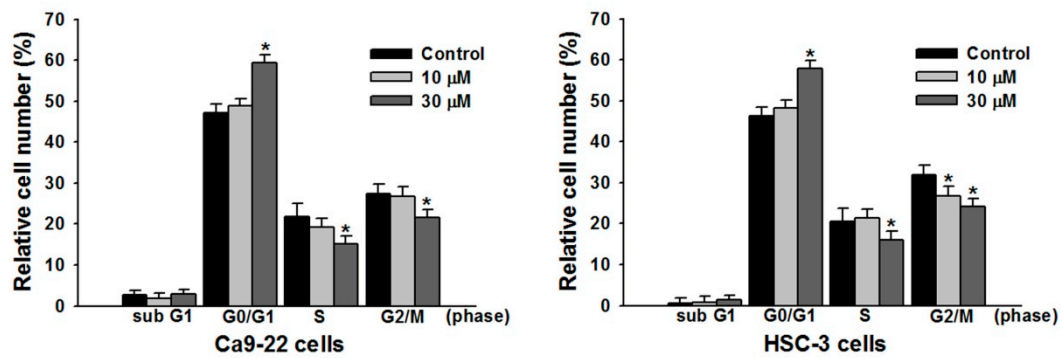 Relative cell number (%)
70
60
50
40
30
20
10
0
Control
10 μM
30 μM
*
*
*
sub G1 G0/G1 S G2/M (phase)
Ca9-22 cells
Relative cell number (%)
70
60
50
40
30
20
10
0
Control
10 μM
30 μM
*
*
* *
sub G1 G0/G1 S G2/M (phase)
HSC-3 cells